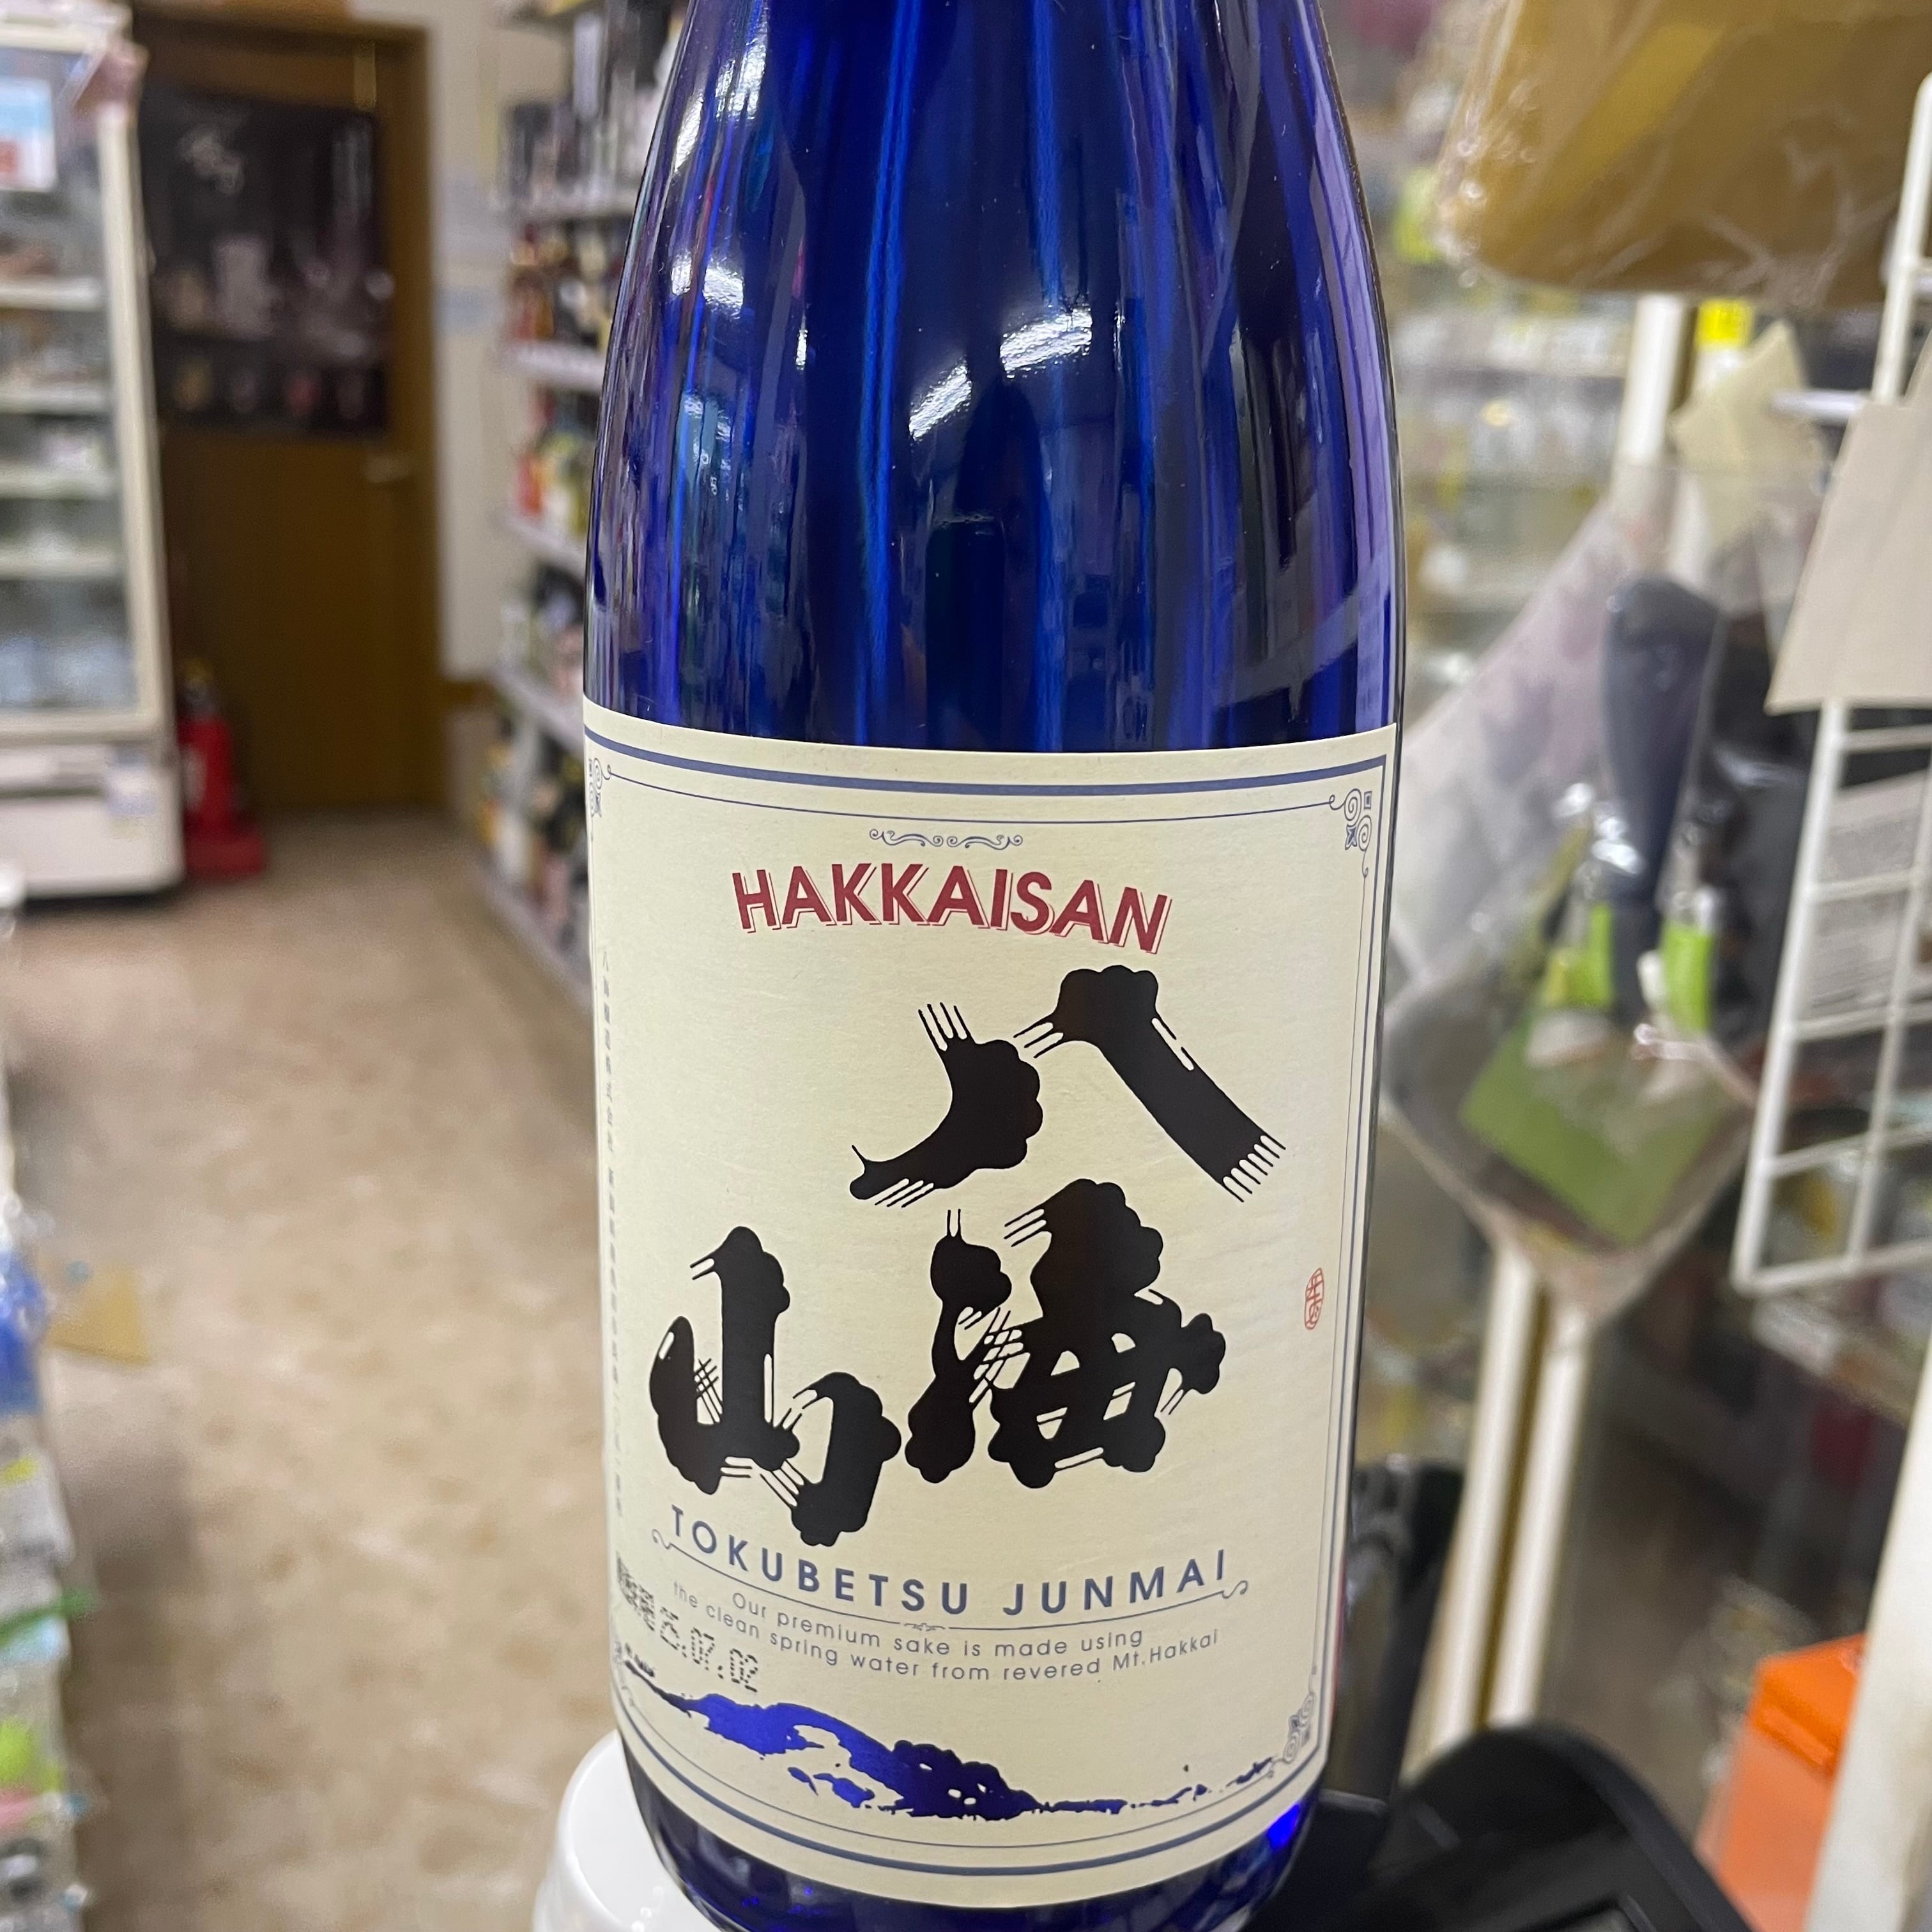 HAKKAISAN
八
海
山
TOKUBETSU JUNMAI
Our premium sake is made using
the clean spring water from revered Mt.Hakkai